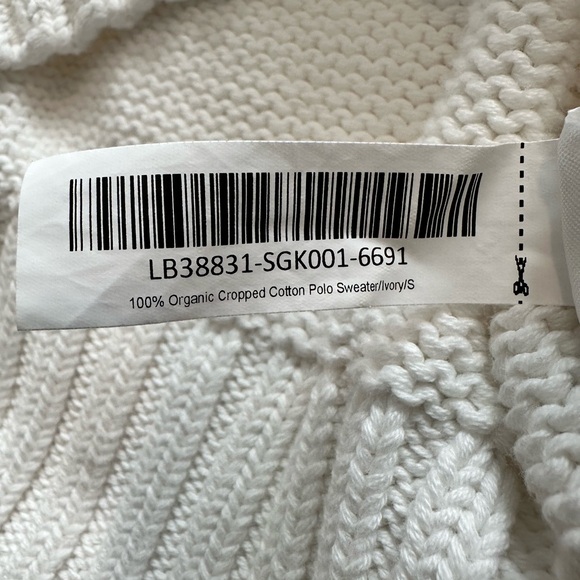 LB38831-SGK001-6691
100% Organic Cropped Cotton Polo Sweater/Ivory/S